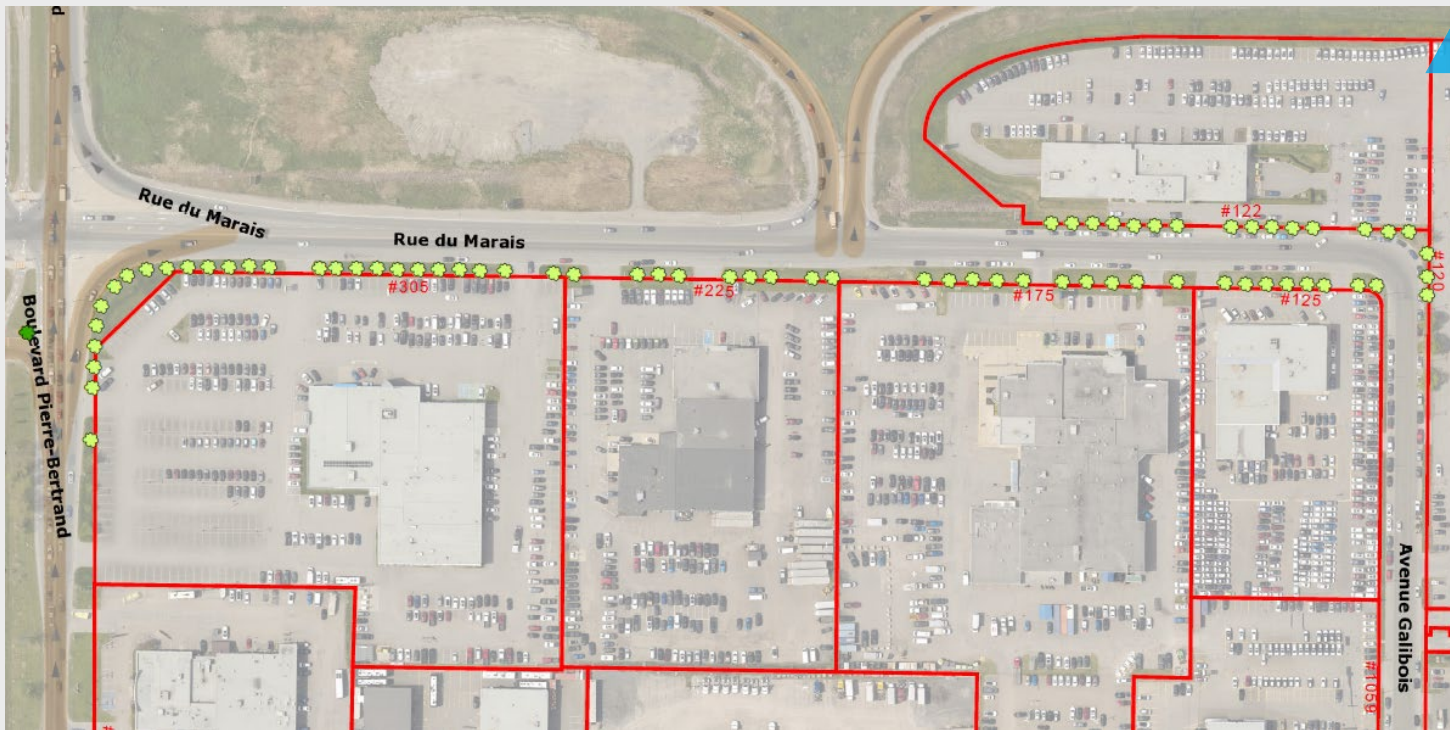 d
Rue du Marais
Rue du Marais
#122
#120
#305
#225
#175
#125
Boulevard Pierre-Bertrand
Avenue Galibois
#1059
#